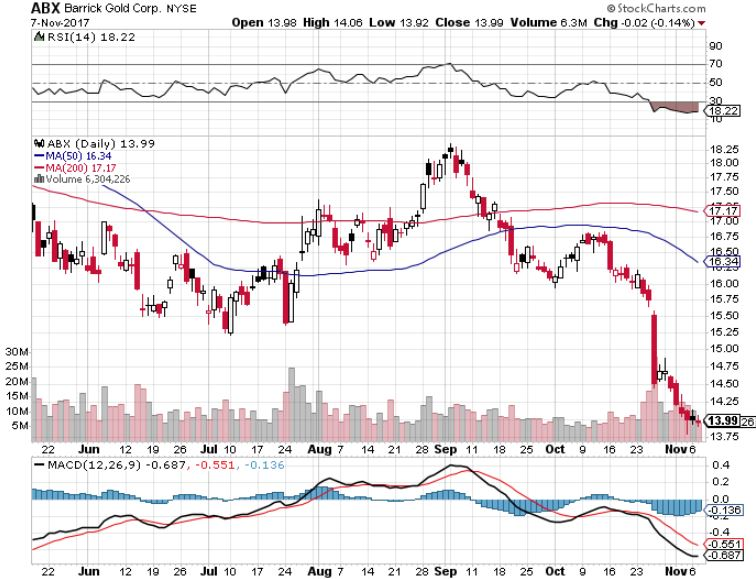 ABX Barrick Gold Corp. NYSE
© StockCharts.com
7-Nov-2017
Open 13.98 High 14.06 Low 13.92 Close 13.99 Volume 6.3M Chg -0.02 (-0.14%)
RSI(14) 18.22
90
70
50
30
18.22
10
ABX (Daily) 13.99
MA(50) 16.34
MA(200) 17.17
Volume 6,304,226
18.25
18.00
17.75
17.50
17.17
17.00
16.75
16.50
16.34
16.25
16.00
15.75
15.50
15.25
15.00
14.75
14.50
14.25
13.99
13.75
30M
25M
20M
15M
10M
5M
22 Jun 12 19 26 Jul 10 17 24 Aug 7 14 21 28 Sep 11 18 25 Oct 9 16 23 Nov 6
MACD(12,26,9) -0.687, -0.551, -0.136
0.4
0.2
0.0
-0.136
-0.2
-0.4
-0.551
-0.687
22 Jun 12 19 26 Jul 10 17 24 Aug 7 14 21 28 Sep 11 18 25 Oct 9 16 23 Nov 6